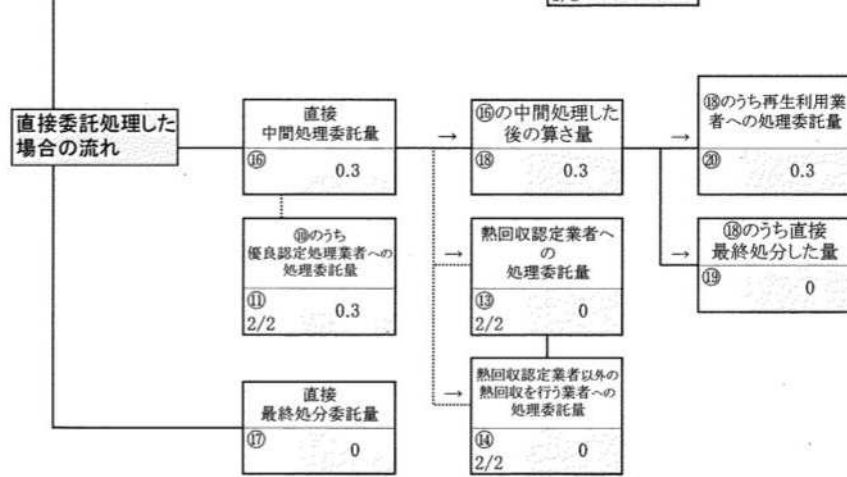 直接委託処理した
場合の流れ
直接
中間処理委託量
⑯
0.3
→
⑯の中間処理した
後の算さ量
⑱
0.3
→
⑱のうち再生利用業
者への処理委託量
⑳
0.3
⑯のうち
優良認定処理業者への
処理委託量
⑪
2/2
0.3
→
熱回収認定業者へ
の
処理委託量
⑬
2/2
0
→
⑱のうち直接
最終処分した量
⑲
0
直接
最終処分委託量
⑰
0
→
熱回収認定業者以外の
熱回収を行う業者への
処理委託量
⑭
2/2
0